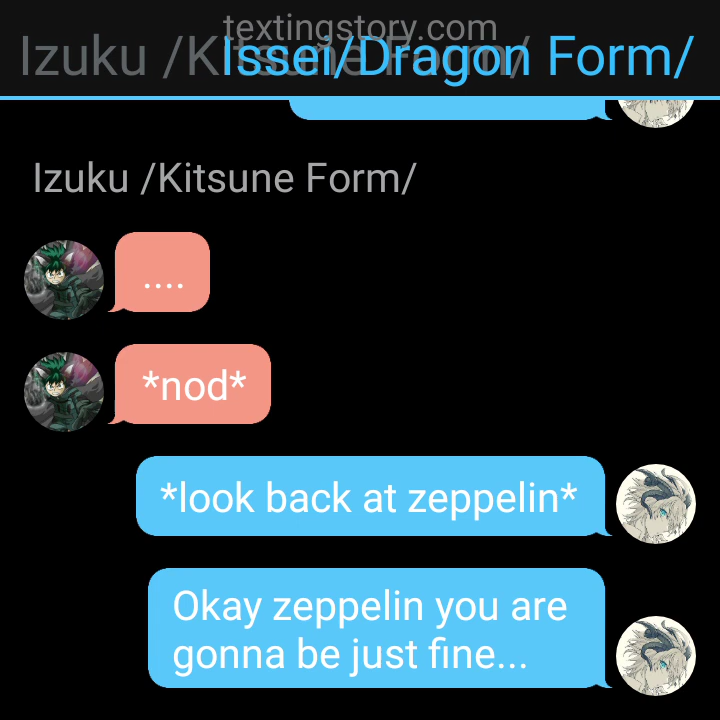 textingstory.com
Izuku /Kitsune Form/
Issei/Dragon Form/
Izuku /Kitsune Form/
....
*nod*
*look back at zeppelin*
Okay zeppelin you are
gonna be just fine...